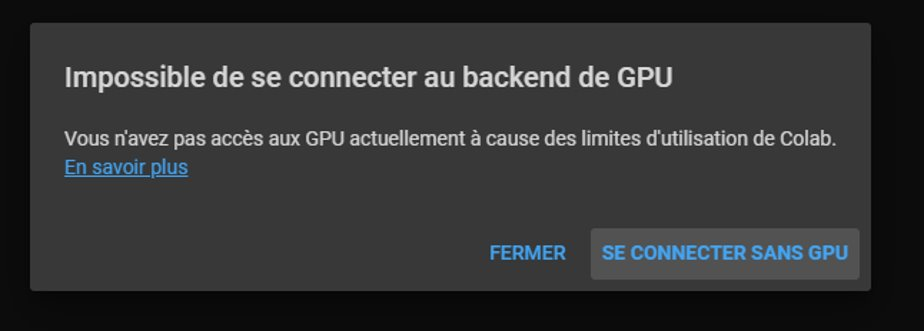 Impossible de se connecter au backend de GPU
Vous n'avez pas accès aux GPU actuellement à cause des limites d'utilisation de Colab.
En savoir plus
FERMER
SE CONNECTER SANS GPU